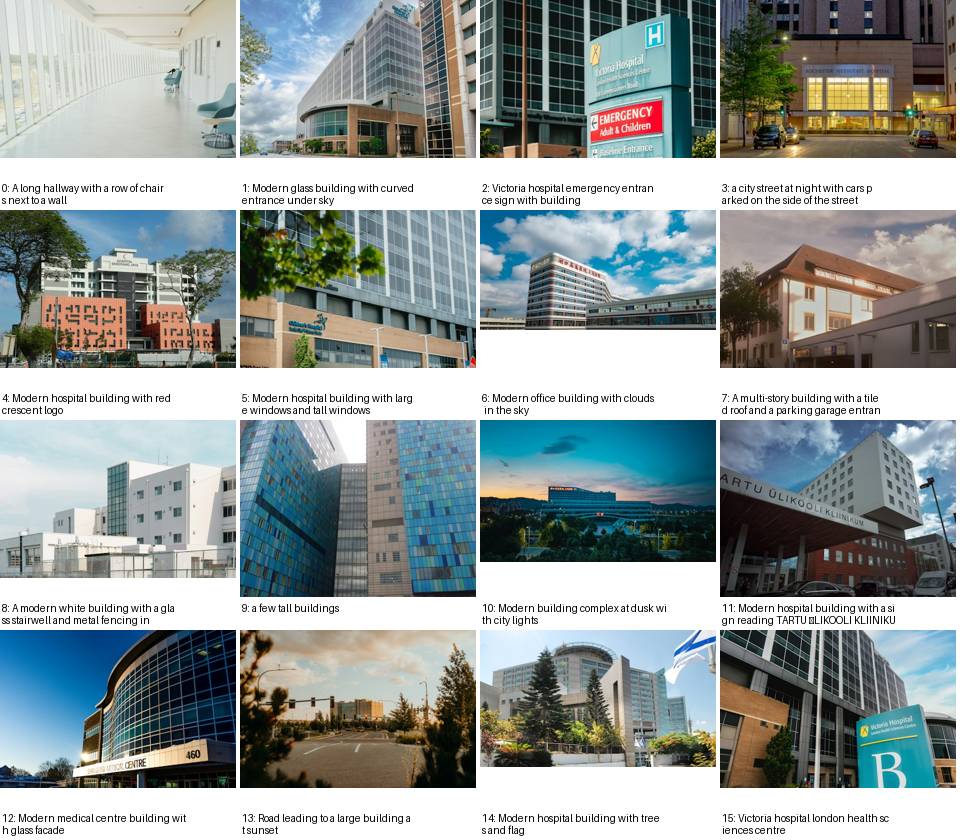 H
Victoria Hospital
EMERGENCY
Adult & Children
Baseline Entrance
0: A long hallway with a row of chair
s next to a wall
1: Modern glass building with curved
entrance under sky
2: Victoria hospital emergency entran
ce sign with building
3: a city street at night with cars p
arked on the side of the street
4: Modern hospital building with red
crescent logo
5: Modern hospital building with larg
e windows and tall windows
6: Modern office building with clouds
in the sky
7: A multi-story building with a tile
d roof and a parking garage entran
ARTU ÜLIKOOLI KLIINIKUM
8: A modern white building with a gla
ss stairwell and metal fencing in
9: a few tall buildings
10: Modern building complex at dusk wi
th city lights
11: Modern hospital building with a si
gn reading TARTU LIKOOLI KLIINIKU
MEDICAL CENTRE
460
Victoria Hospital
B
12: Modern medical centre building wit
h glass facade
13: Road leading to a large building a
t sunset
14: Modern hospital building with tree
s and flag
15: Victoria hospital london health sc
iences centre